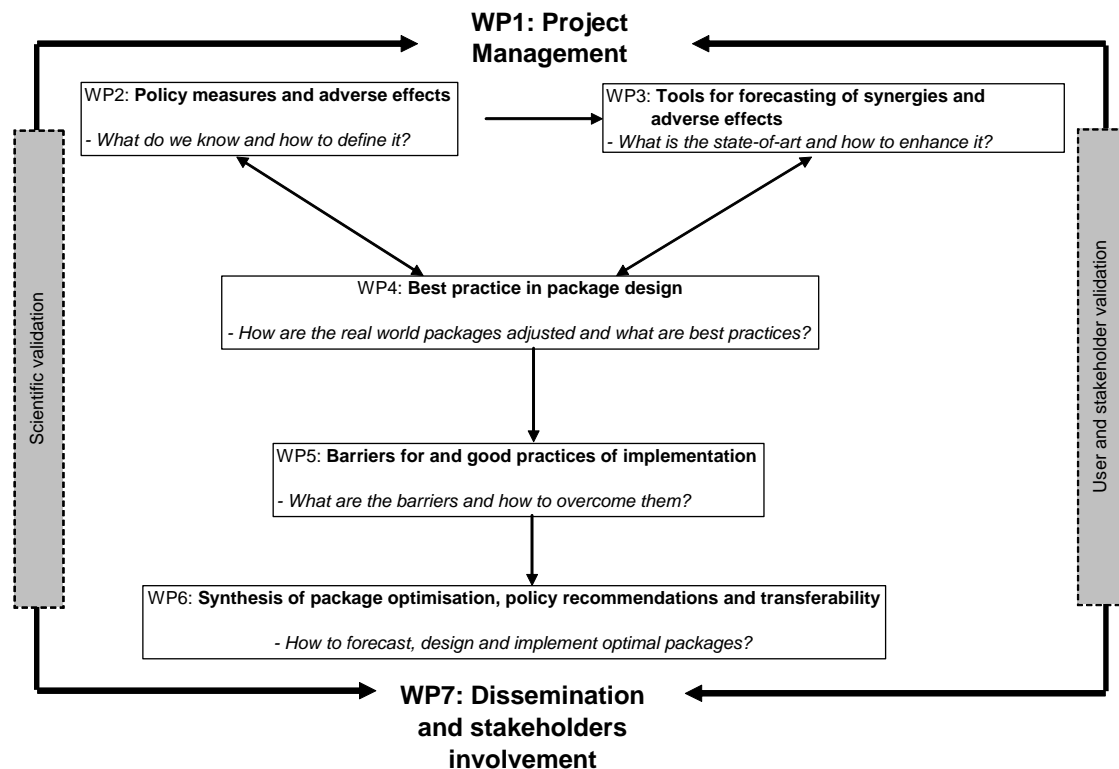 WP1: Project
Management
WP2: Policy measures and adverse effects
- What do we know and how to define it?
WP3: Tools for forecasting of synergies and
adverse effects
- What is the state-of-art and how to enhance it?
Scientific validation
User and stakeholder validation
WP4: Best practice in package design
- How are the real world packages adjusted and what are best practices?
WP5: Barriers for and good practices of implementation
- What are the barriers and how to overcome them?
WP6: Synthesis of package optimisation, policy recommendations and transferability
- How to forecast, design and implement optimal packages?
WP7: Dissemination
and stakeholders
involvement